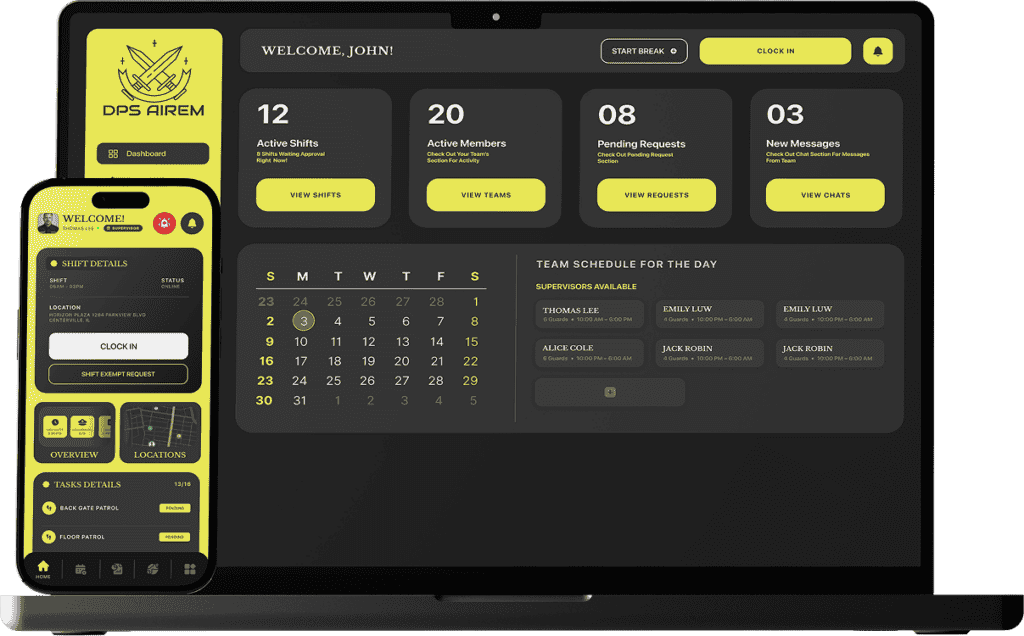 DPS AIREM
Dashboard
WELCOME, JOHN!
START BREAK
CLOCK IN
12
Active Shifts
8 Shifts Waiting Approval
Right Now!
VIEW SHIFTS
20
Active Members
Check Out Your Team's
Section For Activity
VIEW TEAMS
08
Pending Requests
Check Out Pending Request
Section
VIEW REQUESTS
03
New Messages
Check Out Chat Section For Messages
From Team
VIEW CHATS
S M T W T F S
23 24 25 26 27 28 1
2 3 4 5 6 7 8
9 10 11 12 13 14 15
16 17 18 19 20 21 22
23 24 25 26 27 28 29
30 31 1 2 3 4 5
TEAM SCHEDULE FOR THE DAY
SUPERVISORS AVAILABLE
THOMAS LEE
6 Guards • 10:00 AM – 6:00 PM
EMILY LUW
4 Guards • 10:00 PM – 6:00 AM
EMILY LUW
4 Guards • 10:00 PM – 6:00 AM
ALICE COLE
6 Guards • 10:00 PM – 6:00 AM
JACK ROBIN
4 Guards • 10:00 PM – 6:00 AM
JACK ROBIN
4 Guards • 10:00 PM – 6:00 AM
WELCOME!
THOMAS LEE • SUPERVISOR
SHIFT DETAILS
SHIFT
STATUS
ONLINE
LOCATION
HORIZON PLAZA 1284 PARKVIEW BLVD
CENTERVILLE, IL
CLOCK IN
SHIFT EXEMPT REQUEST
OVERVIEW
LOCATIONS
TASKS DETAILS
13/16
BACK GATE PATROL
PENDING
FLOOR PATROL
PENDING
HOME